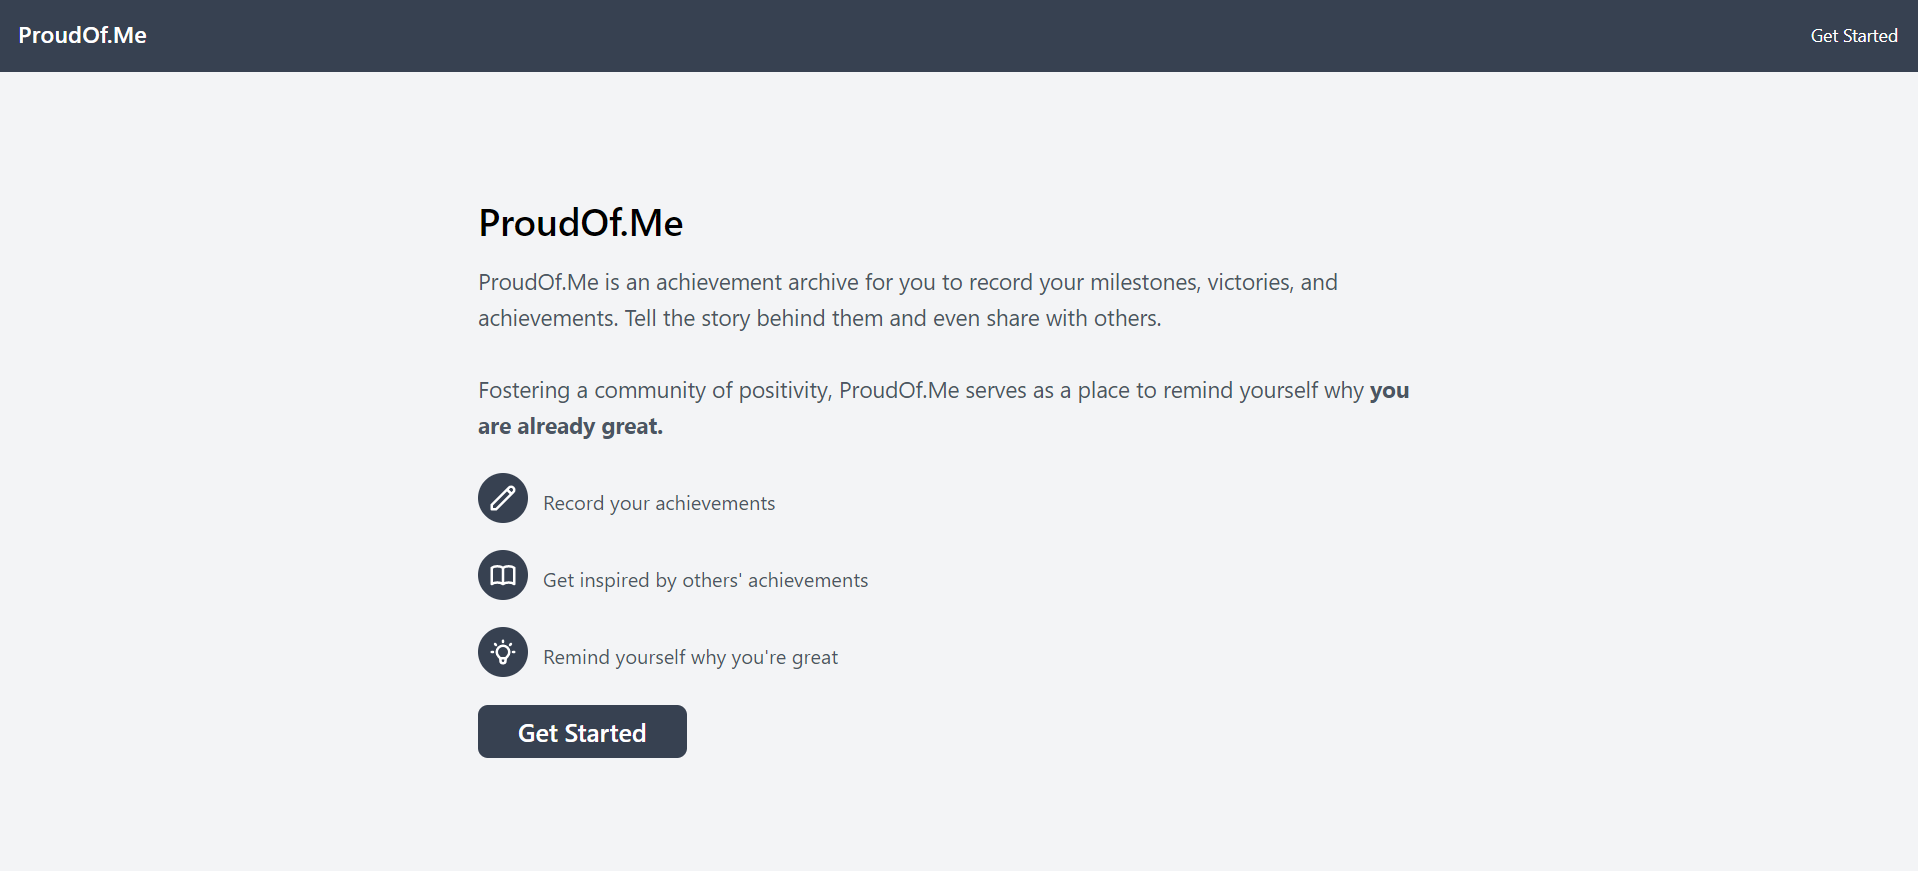 ProudOf.Me
Get Started
ProudOf.Me
ProudOf.Me is an achievement archive for you to record your milestones, victories, and
achievements. Tell the story behind them and even share with others.
Fostering a community of positivity, ProudOf.Me serves as a place to remind yourself why you
are already great.
Record your achievements
Get inspired by others' achievements
Remind yourself why you're great
Get Started